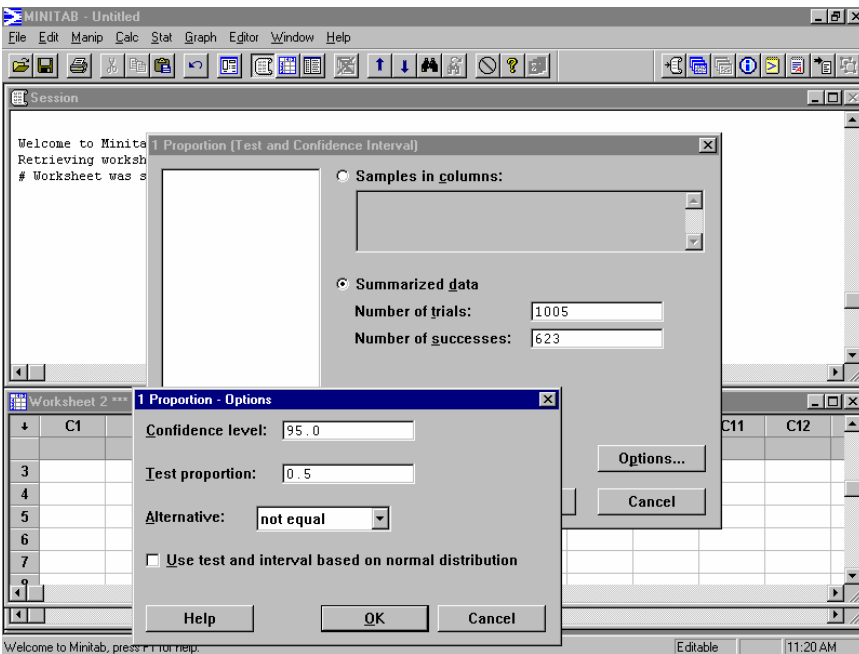 MINITAB - Untitled
File Edit Manip Calc Stat Graph Editor Window Help
Session
Welcome to Minita
Retrieving worksh
# Worksheet was s
1 Proportion (Test and Confidence Interval)
Samples in columns:
Summarized data
Number of trials: 1005
Number of successes: 623
Options...
Cancel
Worksheet 2 ***
C1 C11 C12
3
4
5
6
7
1 Proportion - Options
Confidence level: 95.0
Test proportion: 0.5
Alternative: not equal
Use test and interval based on normal distribution
Help OK Cancel
Welcome to Minitab, press F1 for help.
Editable 11:20 AM